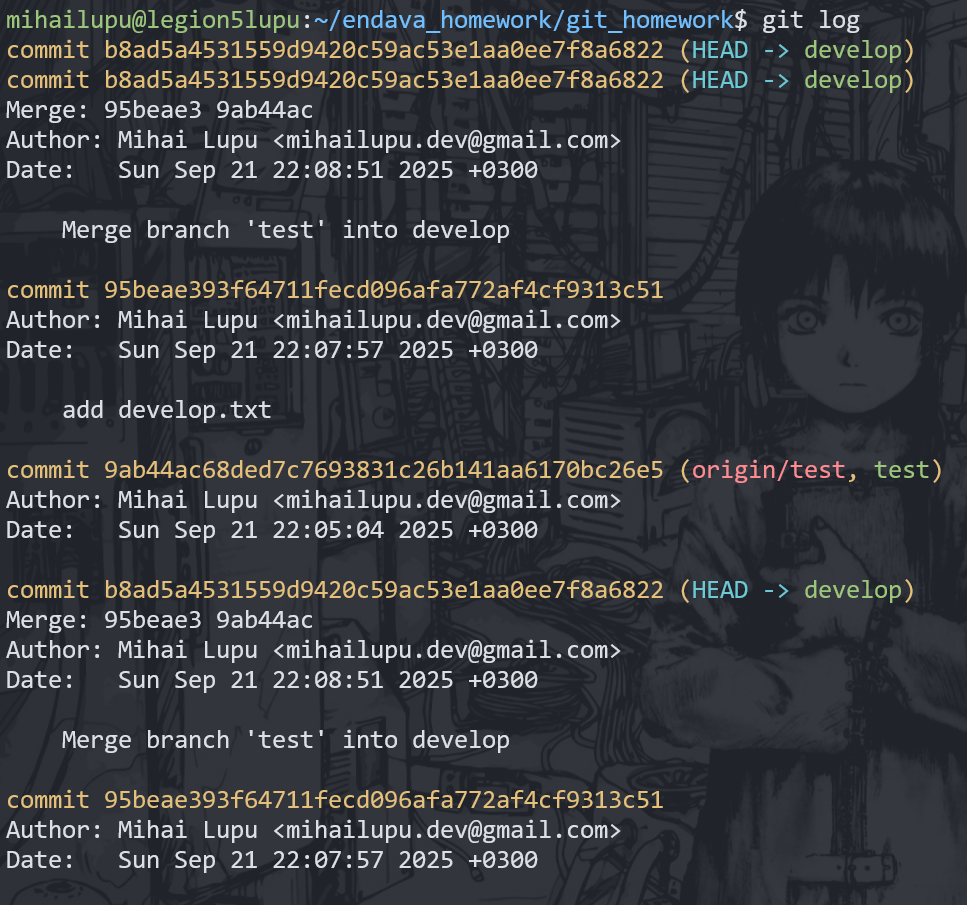 mihailupu@legion5lupu:~/endava_homework/git_homework$ git log
commit b8ad5a4531559d9420c59ac53e1aa0ee7f8a6822 (HEAD -> develop)
commit b8ad5a4531559d9420c59ac53e1aa0ee7f8a6822 (HEAD -> develop)
Merge: 95beae3 9ab44ac
Author: Mihai Lupu <mihailupu.dev@gmail.com>
Date:   Sun Sep 21 22:08:51 2025 +0300
    Merge branch 'test' into develop
commit 95beae393f64711fecd096afa772af4cf9313c51
Author: Mihai Lupu <mihailupu.dev@gmail.com>
Date:   Sun Sep 21 22:07:57 2025 +0300
    add develop.txt
commit 9ab44ac68ded7c7693831c26b141aa6170bc26e5 (origin/test, test)
Author: Mihai Lupu <mihailupu.dev@gmail.com>
Date:   Sun Sep 21 22:05:04 2025 +0300
commit b8ad5a4531559d9420c59ac53e1aa0ee7f8a6822 (HEAD -> develop)
Merge: 95beae3 9ab44ac
Author: Mihai Lupu <mihailupu.dev@gmail.com>
Date:   Sun Sep 21 22:08:51 2025 +0300
    Merge branch 'test' into develop
commit 95beae393f64711fecd096afa772af4cf9313c51
Author: Mihai Lupu <mihailupu.dev@gmail.com>
Date:   Sun Sep 21 22:07:57 2025 +0300